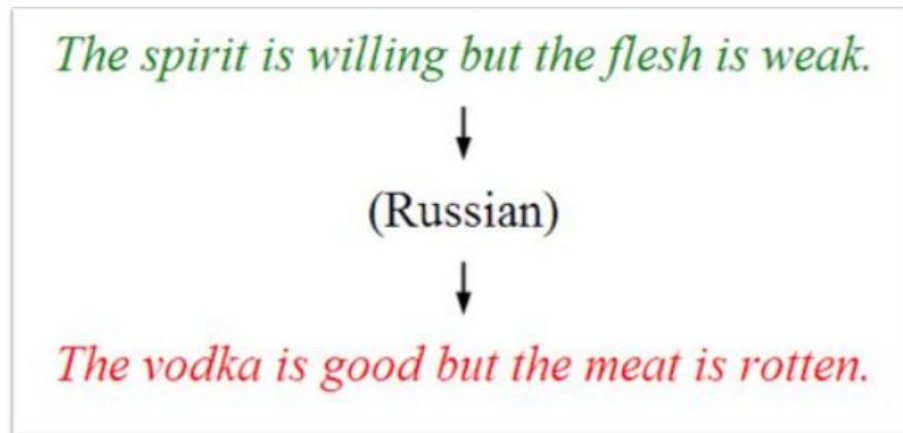 The spirit is willing but the flesh is weak.
(Russian)
The vodka is good but the meat is rotten.